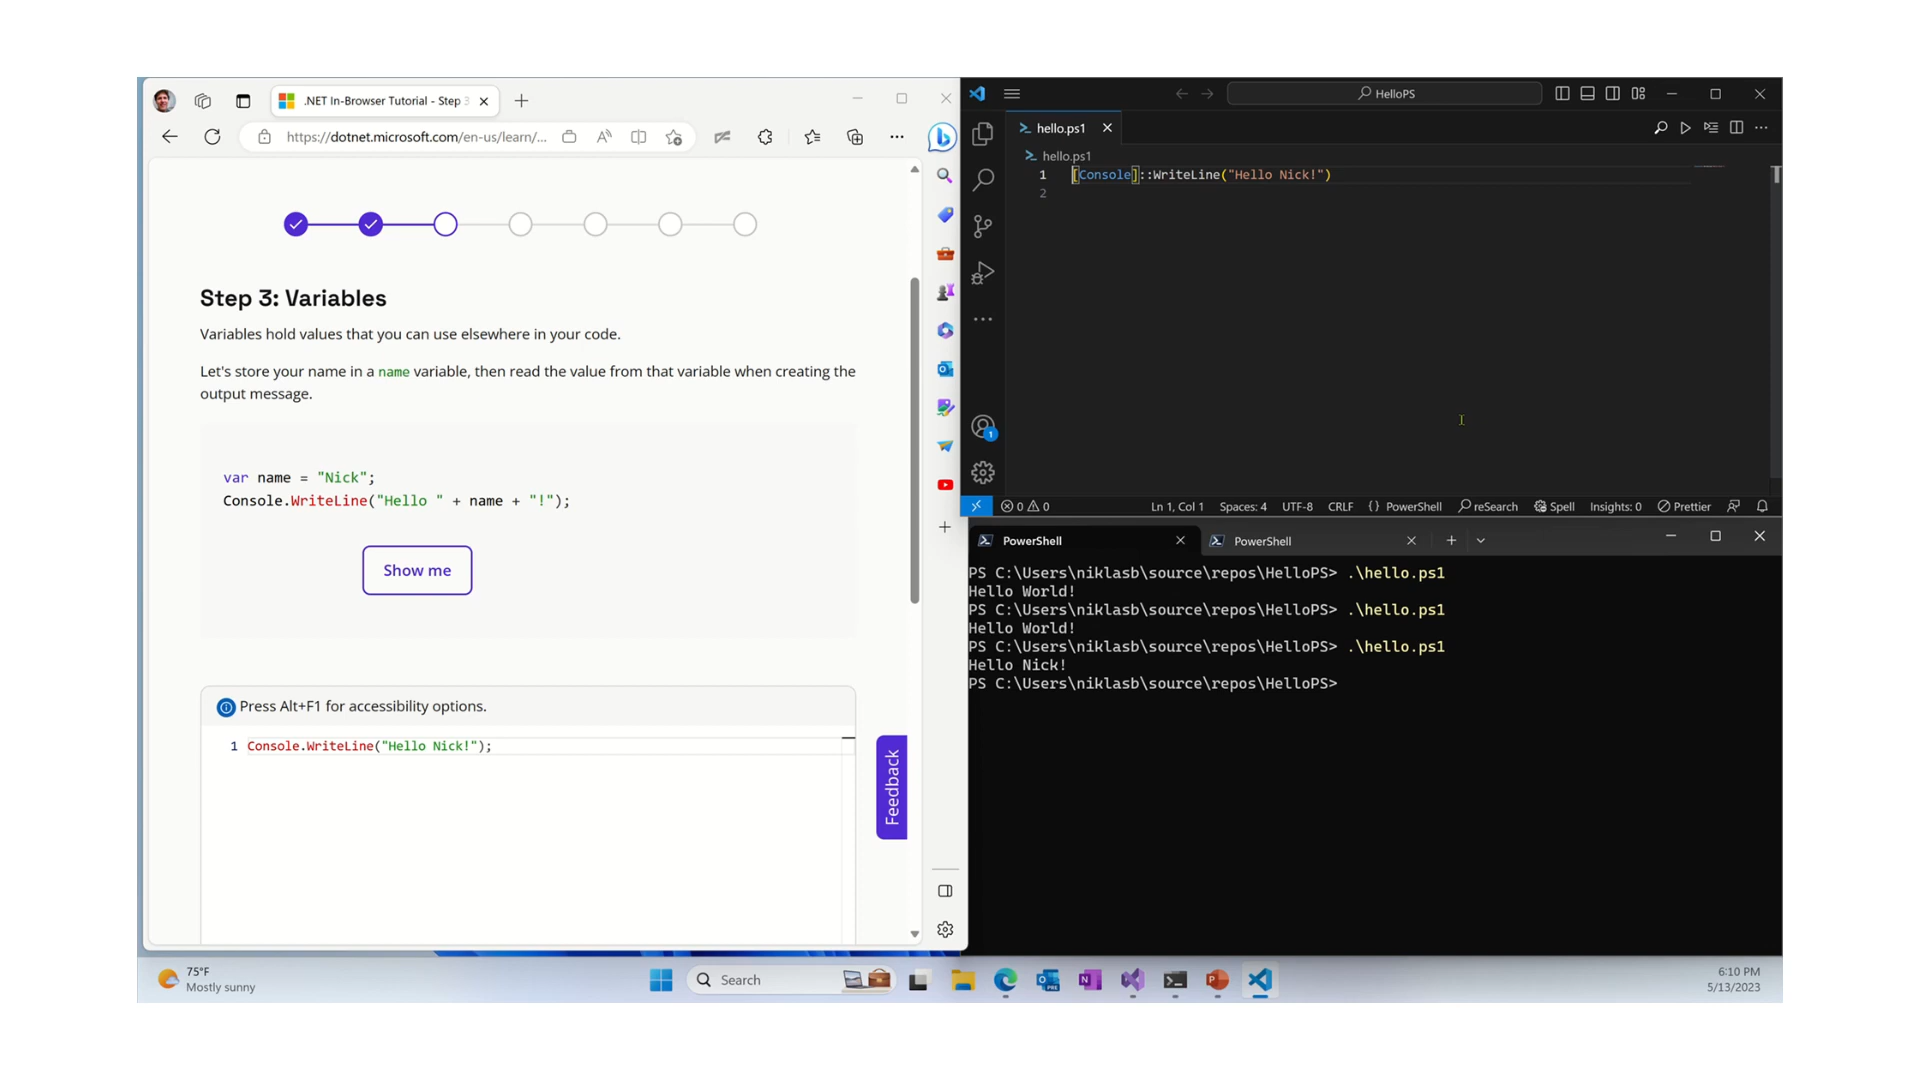 .NET In-Browser Tutorial - Step 3
https://dotnet.microsoft.com/en-us/learn/...
Step 3: Variables
Variables hold values that you can use elsewhere in your code.
Let's store your name in a name variable, then read the value from that variable when creating the
output message.
var name = "Nick";
Console.WriteLine("Hello " + name + "!");
Show me
Press Alt+F1 for accessibility options.
1 Console.WriteLine("Hello Nick!");
Feedback
HelloPS
hello.ps1
hello.ps1
1 [Console]::WriteLine("Hello Nick!")
2
1
0 0
Ln 1, Col 1
Spaces: 4
UTF-8
CRLF
{ } PowerShell
reSearch
Spell
Insights: 0
Prettier
PowerShell
PowerShell
PS C:\Users\niklasb\source\repos\HelloPS> .\hello.ps1
Hello World!
PS C:\Users\niklasb\source\repos\HelloPS> .\hello.ps1
Hello World!
PS C:\Users\niklasb\source\repos\HelloPS> .\hello.ps1
Hello Nick!
PS C:\Users\niklasb\source\repos\HelloPS>
75°F
Mostly sunny
Search
6:10 PM
5/13/2023